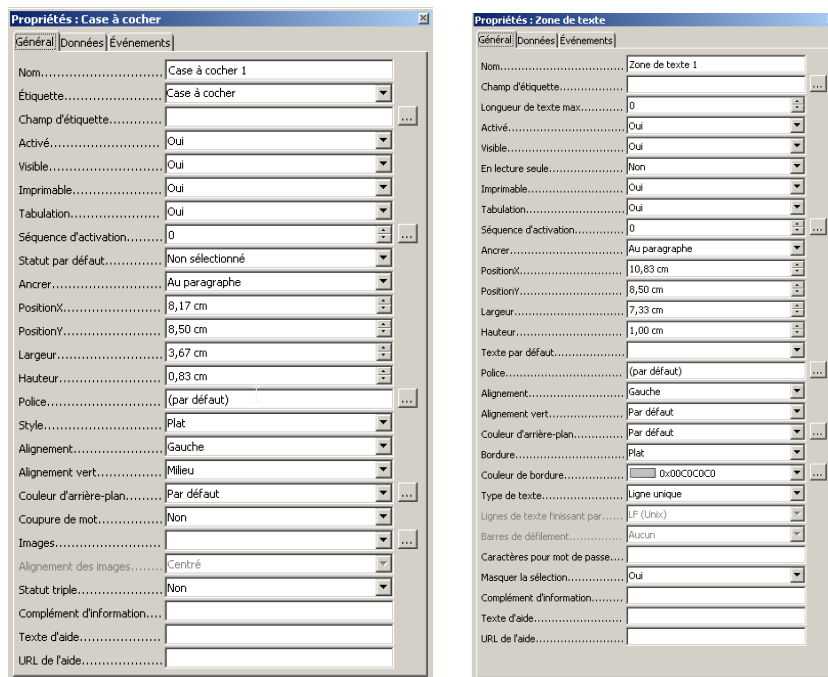 Propriétés : Case à cocher
Général Données Événements
Nom............................ Case à cocher 1
Étiquette...................... Case à cocher
Champ d'étiquette.............. ...
Activé......................... Oui
Visible........................ Oui
Imprimable..................... Oui
Tabulation..................... Oui
Séquence d'activation......... 0 ...
Statut par défaut.............. Non sélectionné
Ancrer......................... Au paragraphe
PositionX...................... 8,17 cm
PositionY...................... 8,50 cm
Largeur........................ 3,67 cm
Hauteur........................ 0,83 cm
Police......................... (par défaut) ...
Style.......................... Plat
Alignement..................... Gauche
Alignement vert................ Milieu
Couleur d'arrière-plan......... Par défaut ...
Coupure de mot................. Non
Images......................... ...
Alignement des images........ Centré
Statut triple.................. Non
Complément d'information....
Texte d'aide...................
URL de l'aide..................
Propriétés : Zone de texte
Général Données Événements
Nom............................ Zone de texte 1
Champ d'étiquette.............. ...
Longueur de texte max............ 0
Activé......................... Oui
Visible........................ Oui
En lecture seule............... Non
Imprimable..................... Oui
Tabulation..................... Oui
Séquence d'activation.......... 0 ...
Ancrer......................... Au paragraphe
PositionX...................... 10,83 cm
PositionY...................... 8,50 cm
Largeur........................ 7,33 cm
Hauteur........................ 1,00 cm
Texte par défaut...............
Police......................... (par défaut) ...
Alignement..................... Gauche
Alignement vert................ Par défaut
Couleur d'arrière-plan......... Par défaut ...
Bordure........................ Plat
Couleur de bordure............. 0x00C0C0C0 ...
Type de texte.................. Ligne unique
Lignes de texte finissant par...... LF (Unix)
Barres de défilement........... Aucun
Caractères pour mot de passe....
Masquer la sélection........... Oui
Complément d'information.........
Texte d'aide...................
URL de l'aide..................